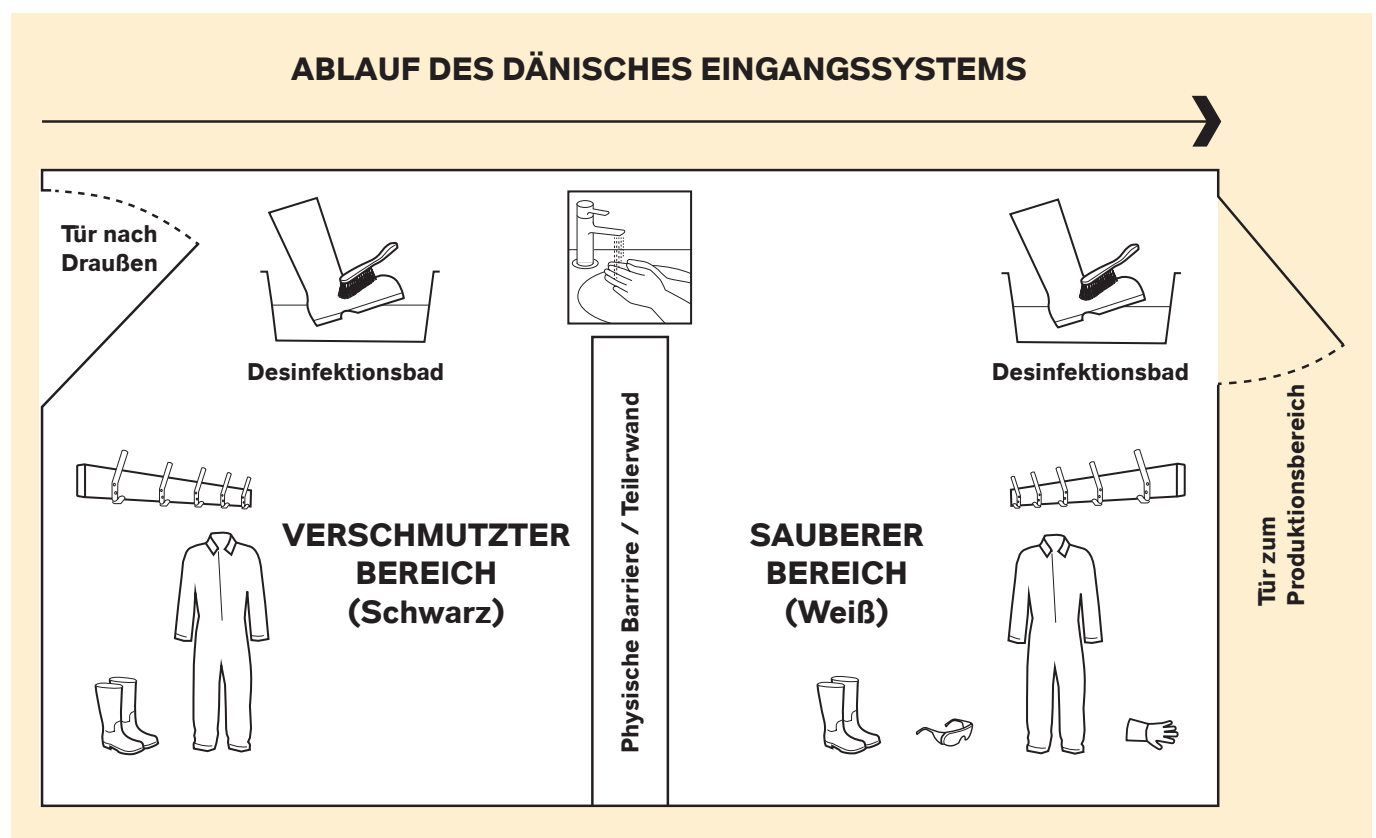 ABLAUF DES DÄNISCHES EINGANGSSYSTEMS
Tür nach
Draußen
Desinfektionsbad
Desinfektionsbad
VERSCHMUTZTER
BEREICH
(Schwarz)
Physische Barriere / Teilerwand
SAUBERER
BEREICH
(Weiß)
Tür zum
Produktionsbereich